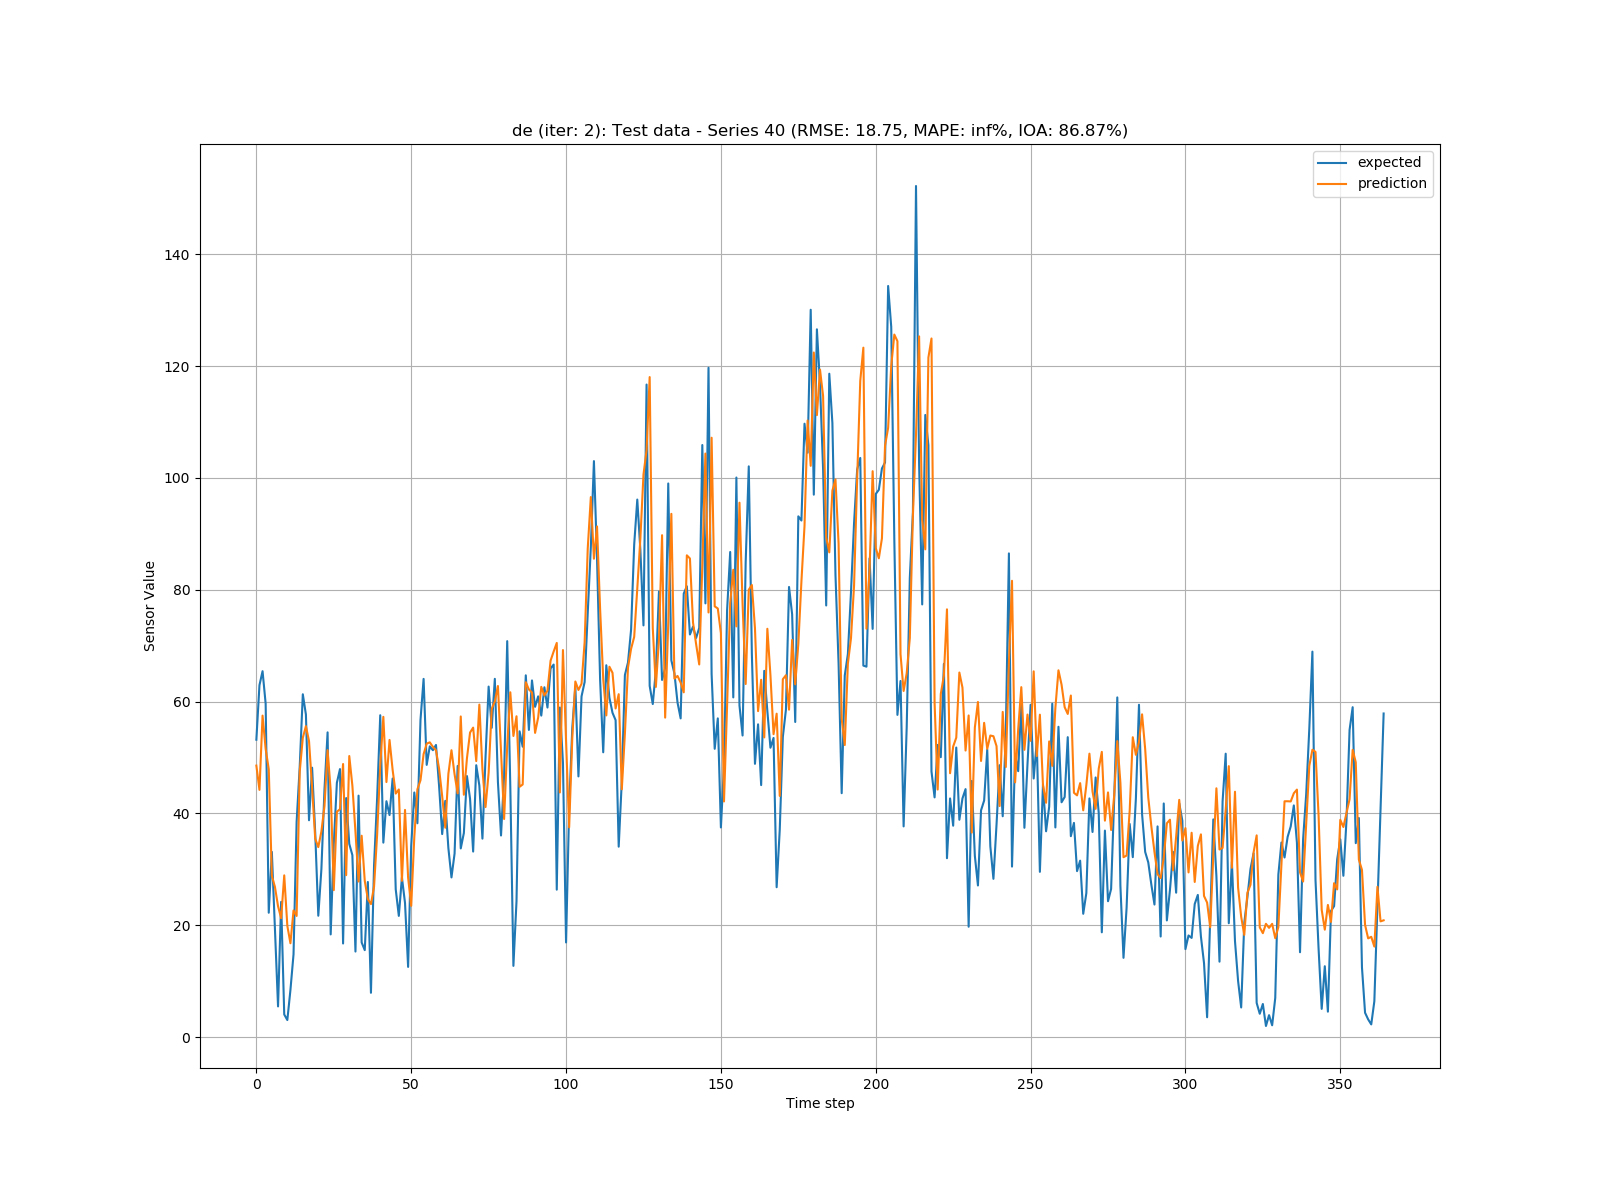 de (iter: 2): Test data - Series 40 (RMSE: 18.75, MAPE: inf%, IOA: 86.87%)
expected
prediction
140
120
100
80
60
40
20
0
Sensor Value
0 50 100 150 200 250 300 350
Time step